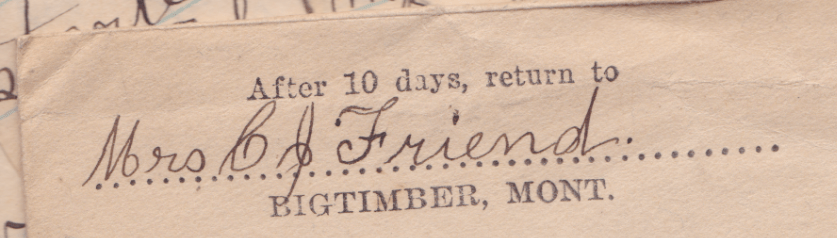 After 10 days, return to
Mrs C J Friend.
BIGTIMBER, MONT.